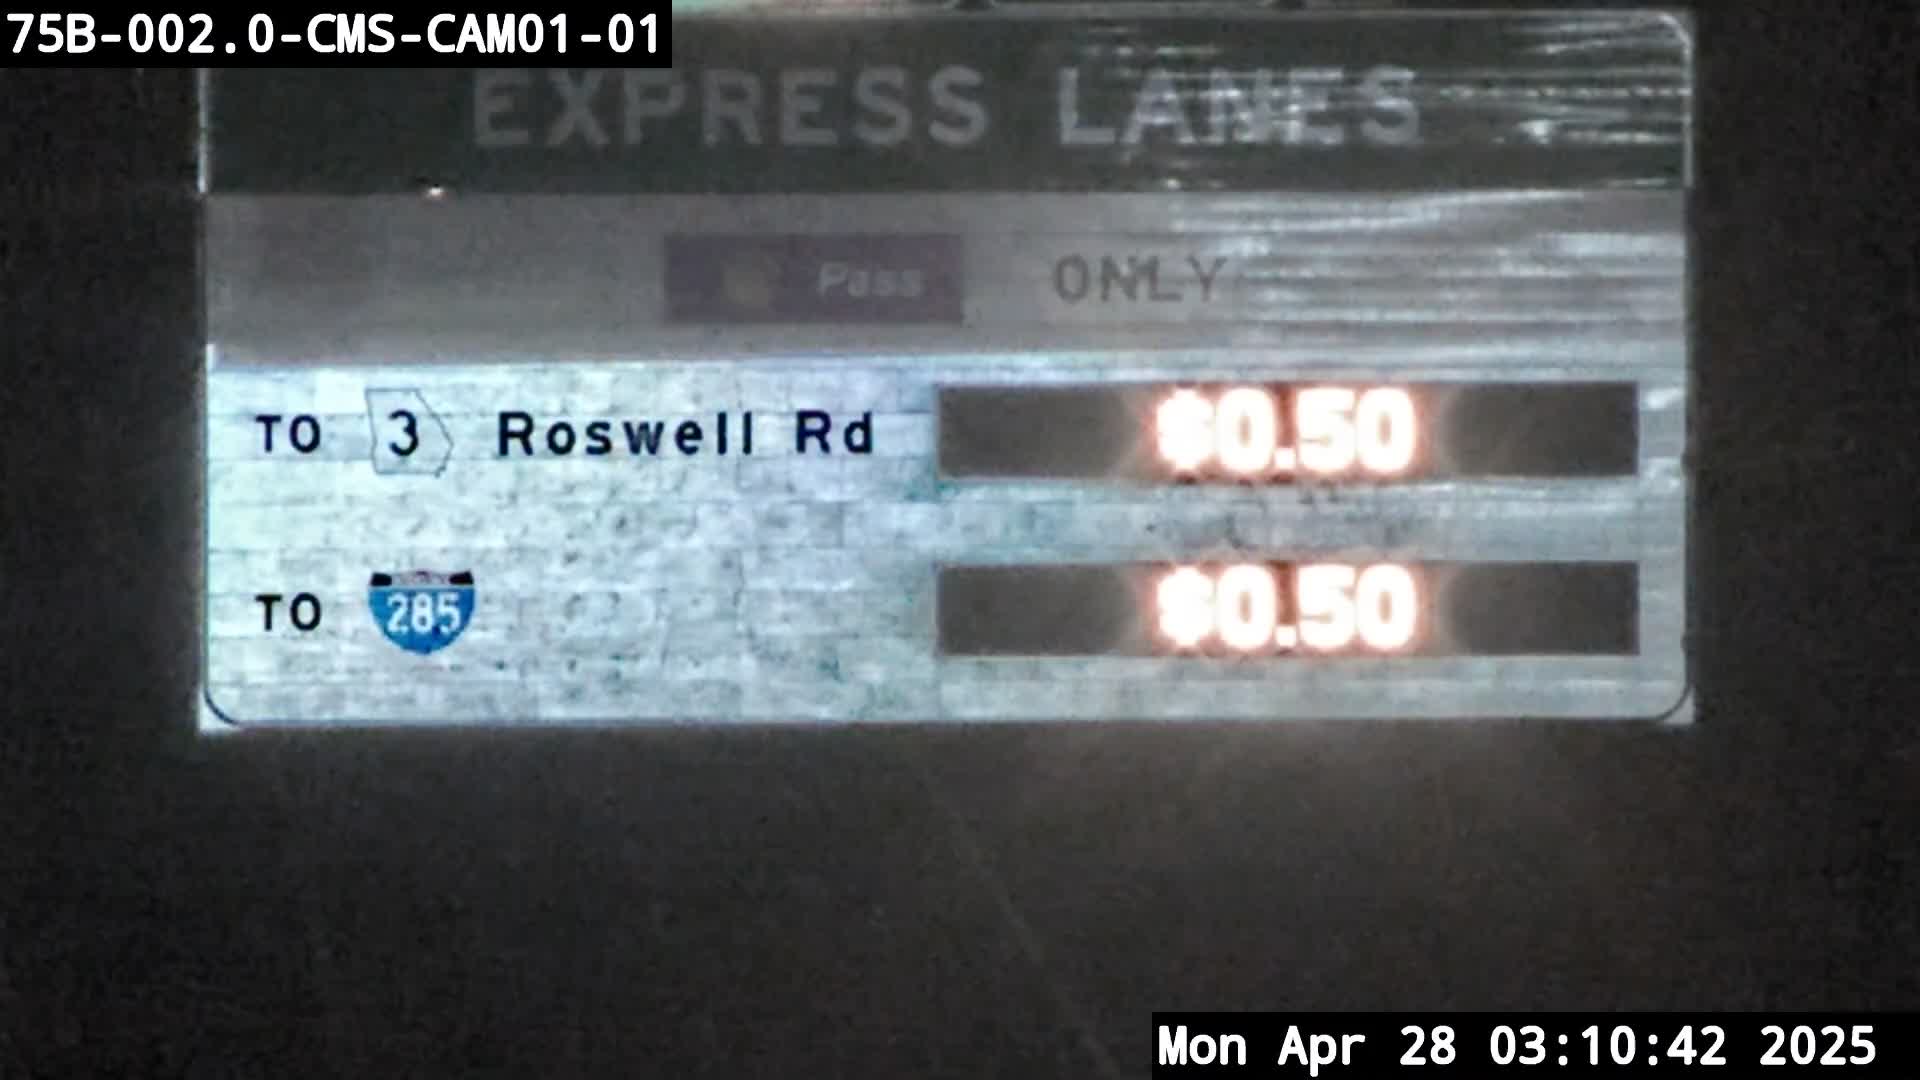 75B-002.0-CMS-CAM01-01
EXPRESS LANES
Pass ONLY
TO 3 Roswell Rd $0.50
TO 285 $0.50
Mon Apr 28 03:10:42 2025